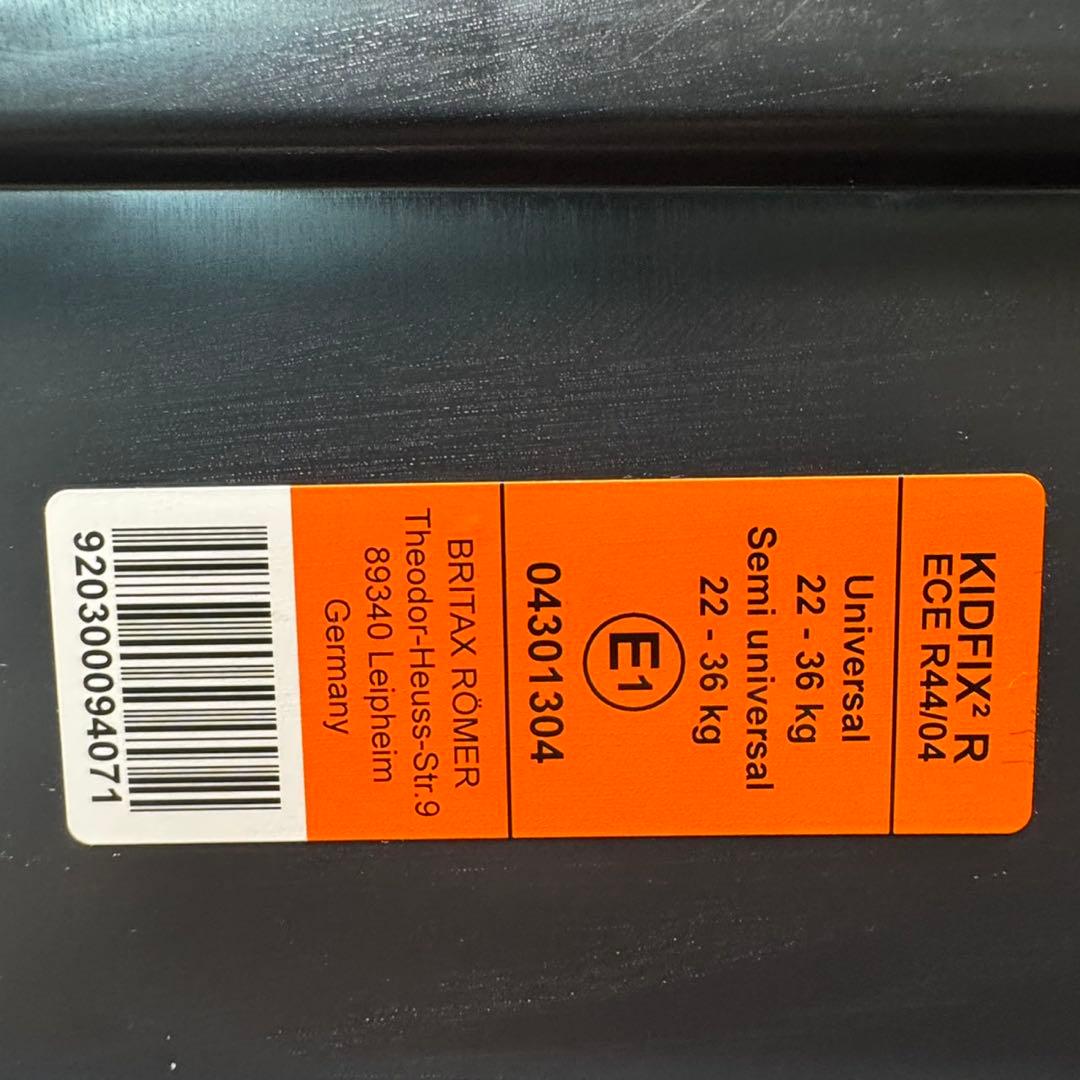 KIDFIX² R
ECE R44/04
Universal
22 - 36 kg
Semi universal
22 - 36 kg
E1
04301304
BRITAX RÖMER
Theodor-Heuss-Str.9
89340 Leipheim
Germany
920300094071